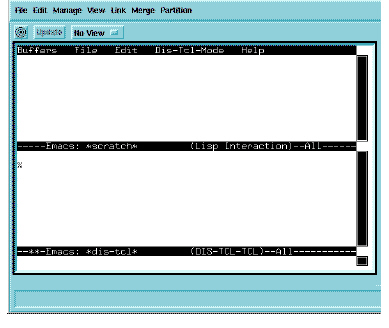 File Edit Manage View Link Merge Partition
Update No View
Buffers File Edit Dis-Tcl-Mode Help
-----Emacs: *scratch* (Lisp Interaction)--All------
%
--**-Emacs: *dis-tcl* (DIS-TCL-TCL)--All-----------